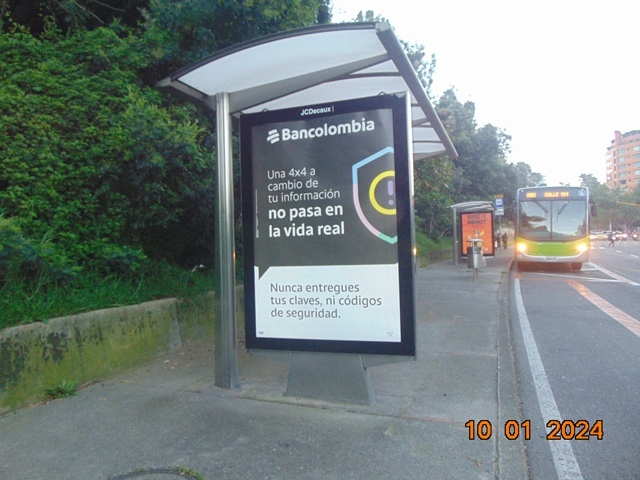 JCDecaux
Bancolombia
Una 4x4 a
cambio de
tu información
no pasa en
la vida real
Nunca entregues
tus claves, ni códigos
de seguridad.
10 01 2024